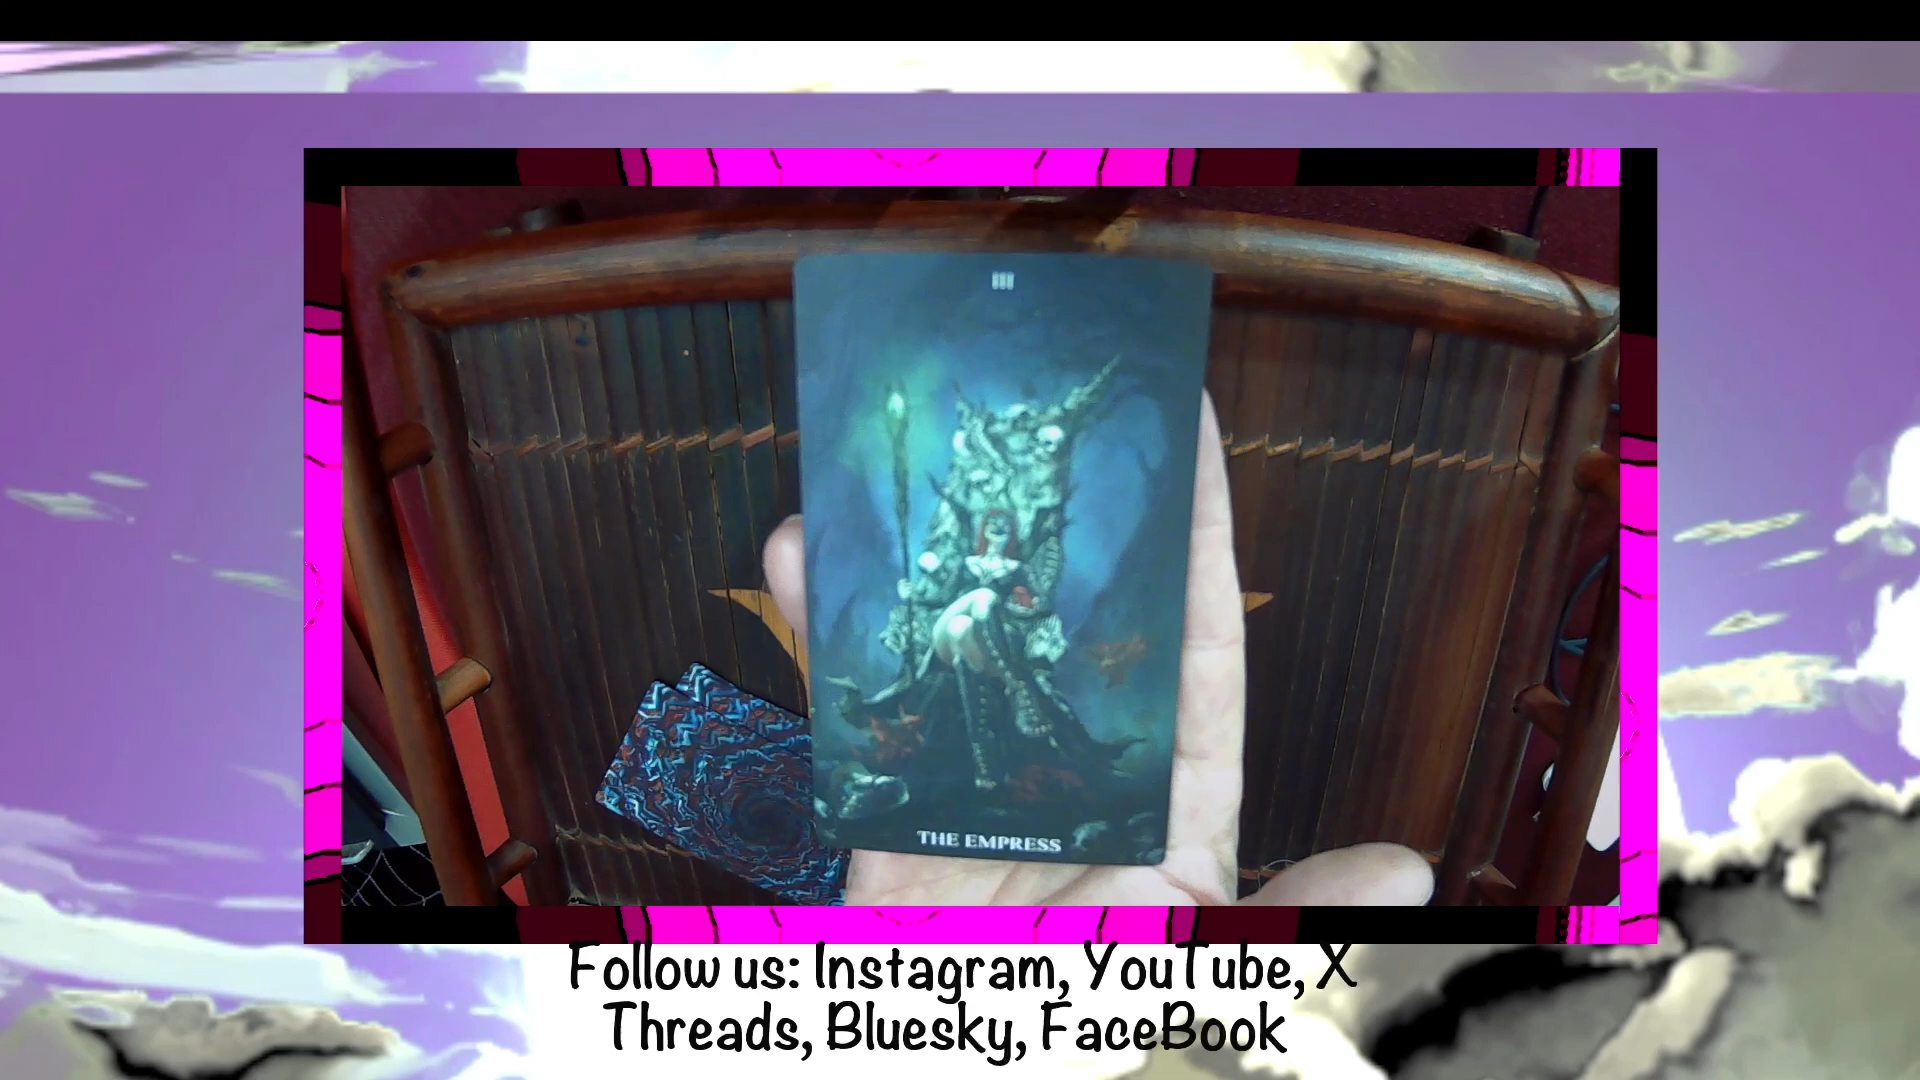 III
THE EMPRESS
Follow us: Instagram, YouTube, X
Threads, Bluesky, FaceBook